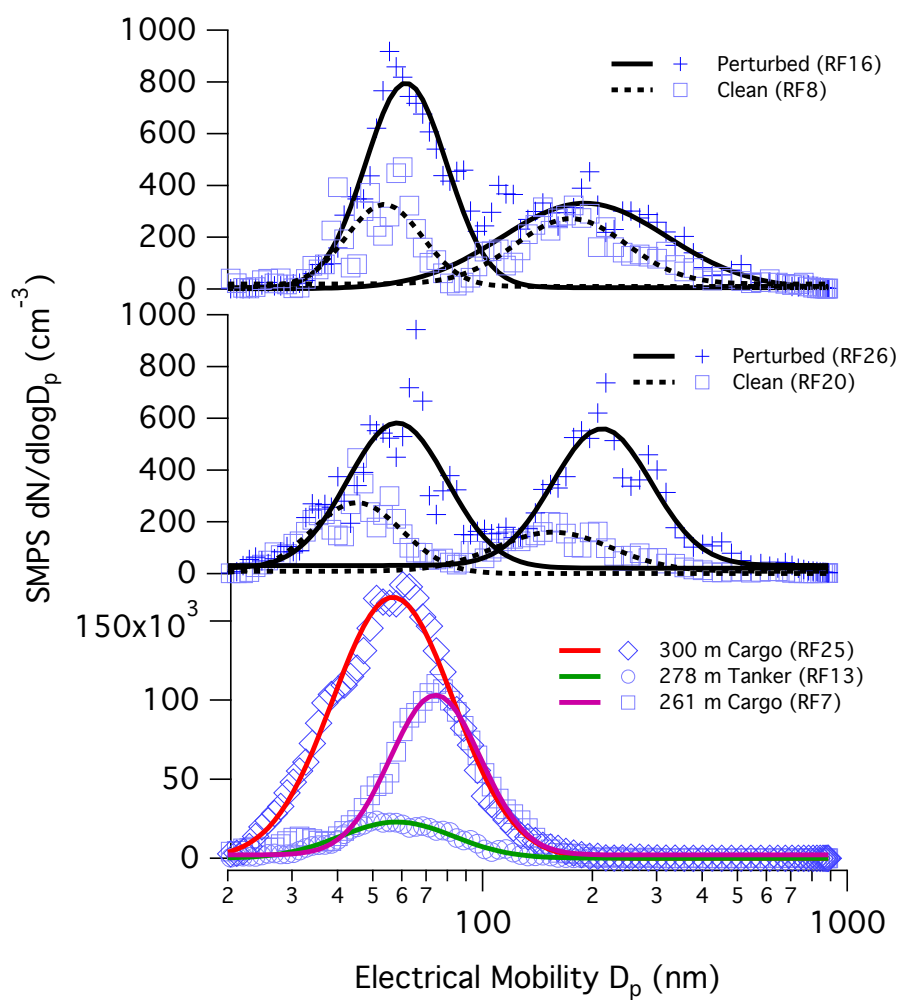 1000
800
600
400
200
0
Perturbed (RF16)
Clean (RF8)
1000
800
600
400
200
0
Perturbed (RF26)
Clean (RF20)
SMPS dN/dlogDp (cm-3)
150x10³
100
50
0
300 m Cargo (RF25)
278 m Tanker (RF13)
261 m Cargo (RF7)
2 3 4 5 6 7 2 3 4 5 6 7
100 1000
Electrical Mobility Dp (nm)